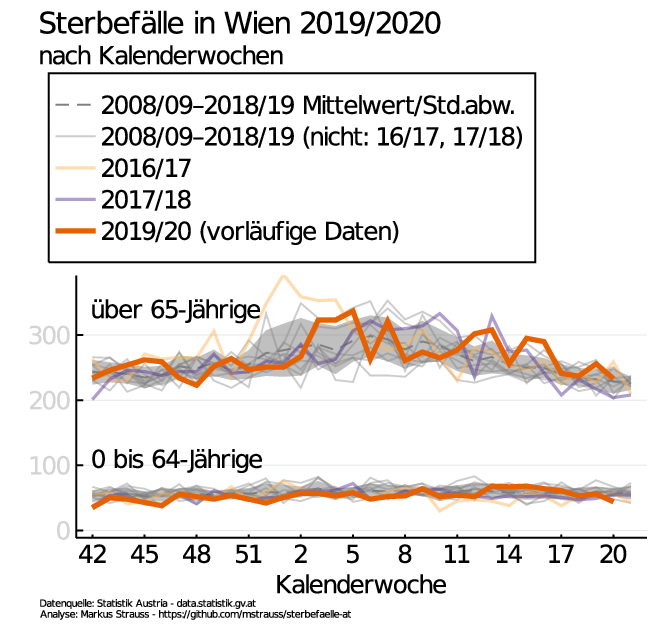 Sterbefälle in Wien 2019/2020
nach Kalenderwochen
2008/09–2018/19 Mittelwert/Std.abw.
2008/09–2018/19 (nicht: 16/17, 17/18)
2016/17
2017/18
2019/20 (vorläufige Daten)
über 65-Jährige
300
200
0 bis 64-Jährige
100
0
42 45 48 51 2 5 8 11 14 17 20
Kalenderwoche
Datenquelle: Statistik Austria - data.statistik.gv.at
Analyse: Markus Strauss - https://github.com/mstrauss/sterbefaelle-at